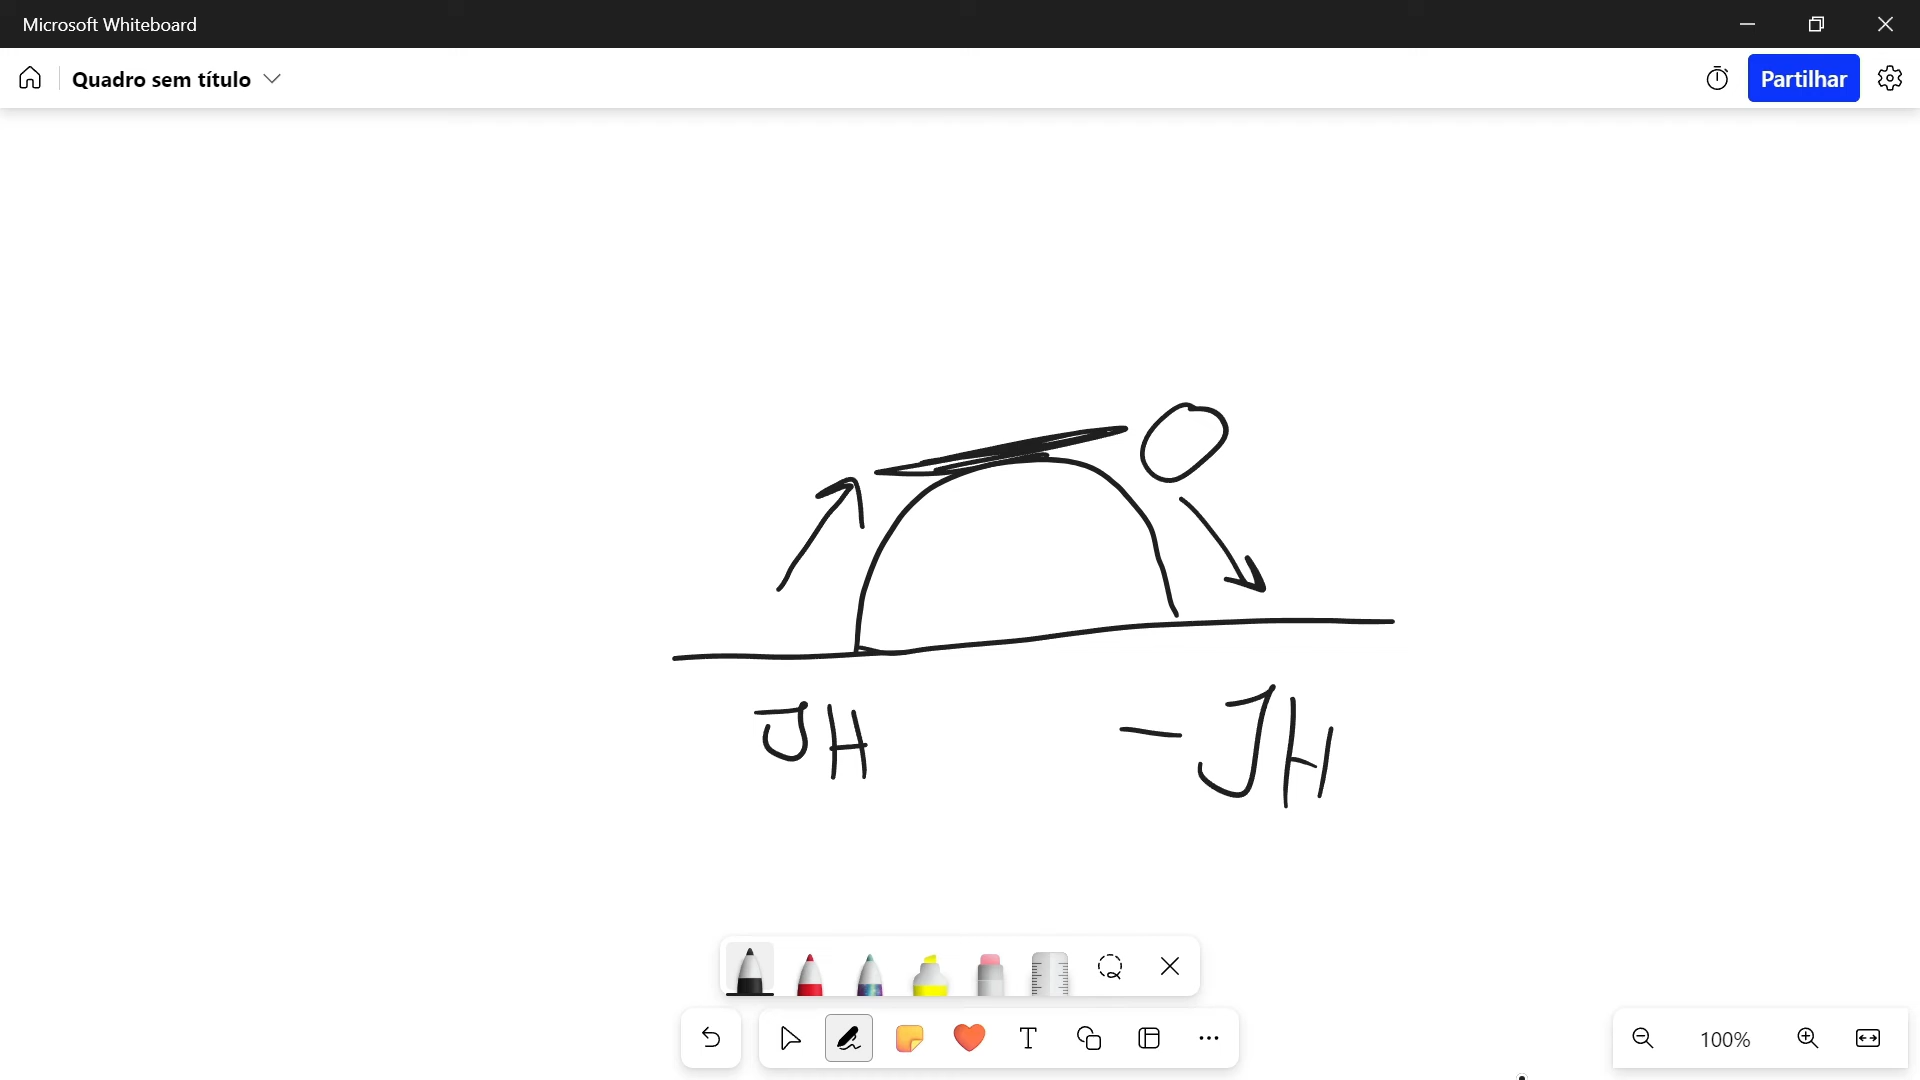 Microsoft Whiteboard
Quadro sem título
Partilhar
JH
-JH
T
100%